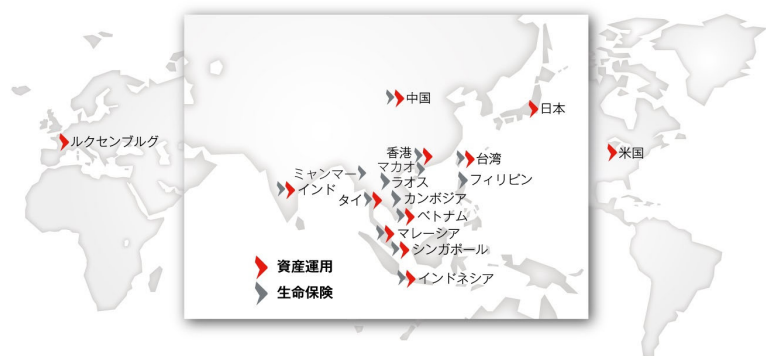 中国
日本
ルクセンブルグ
香港
台湾
米国
マカオ
ミャンマー
ラオス
フィリピン
インド
タイ
カンボジア
ベトナム
マレーシア
シンガポール
資産運用
インドネシア
生命保険